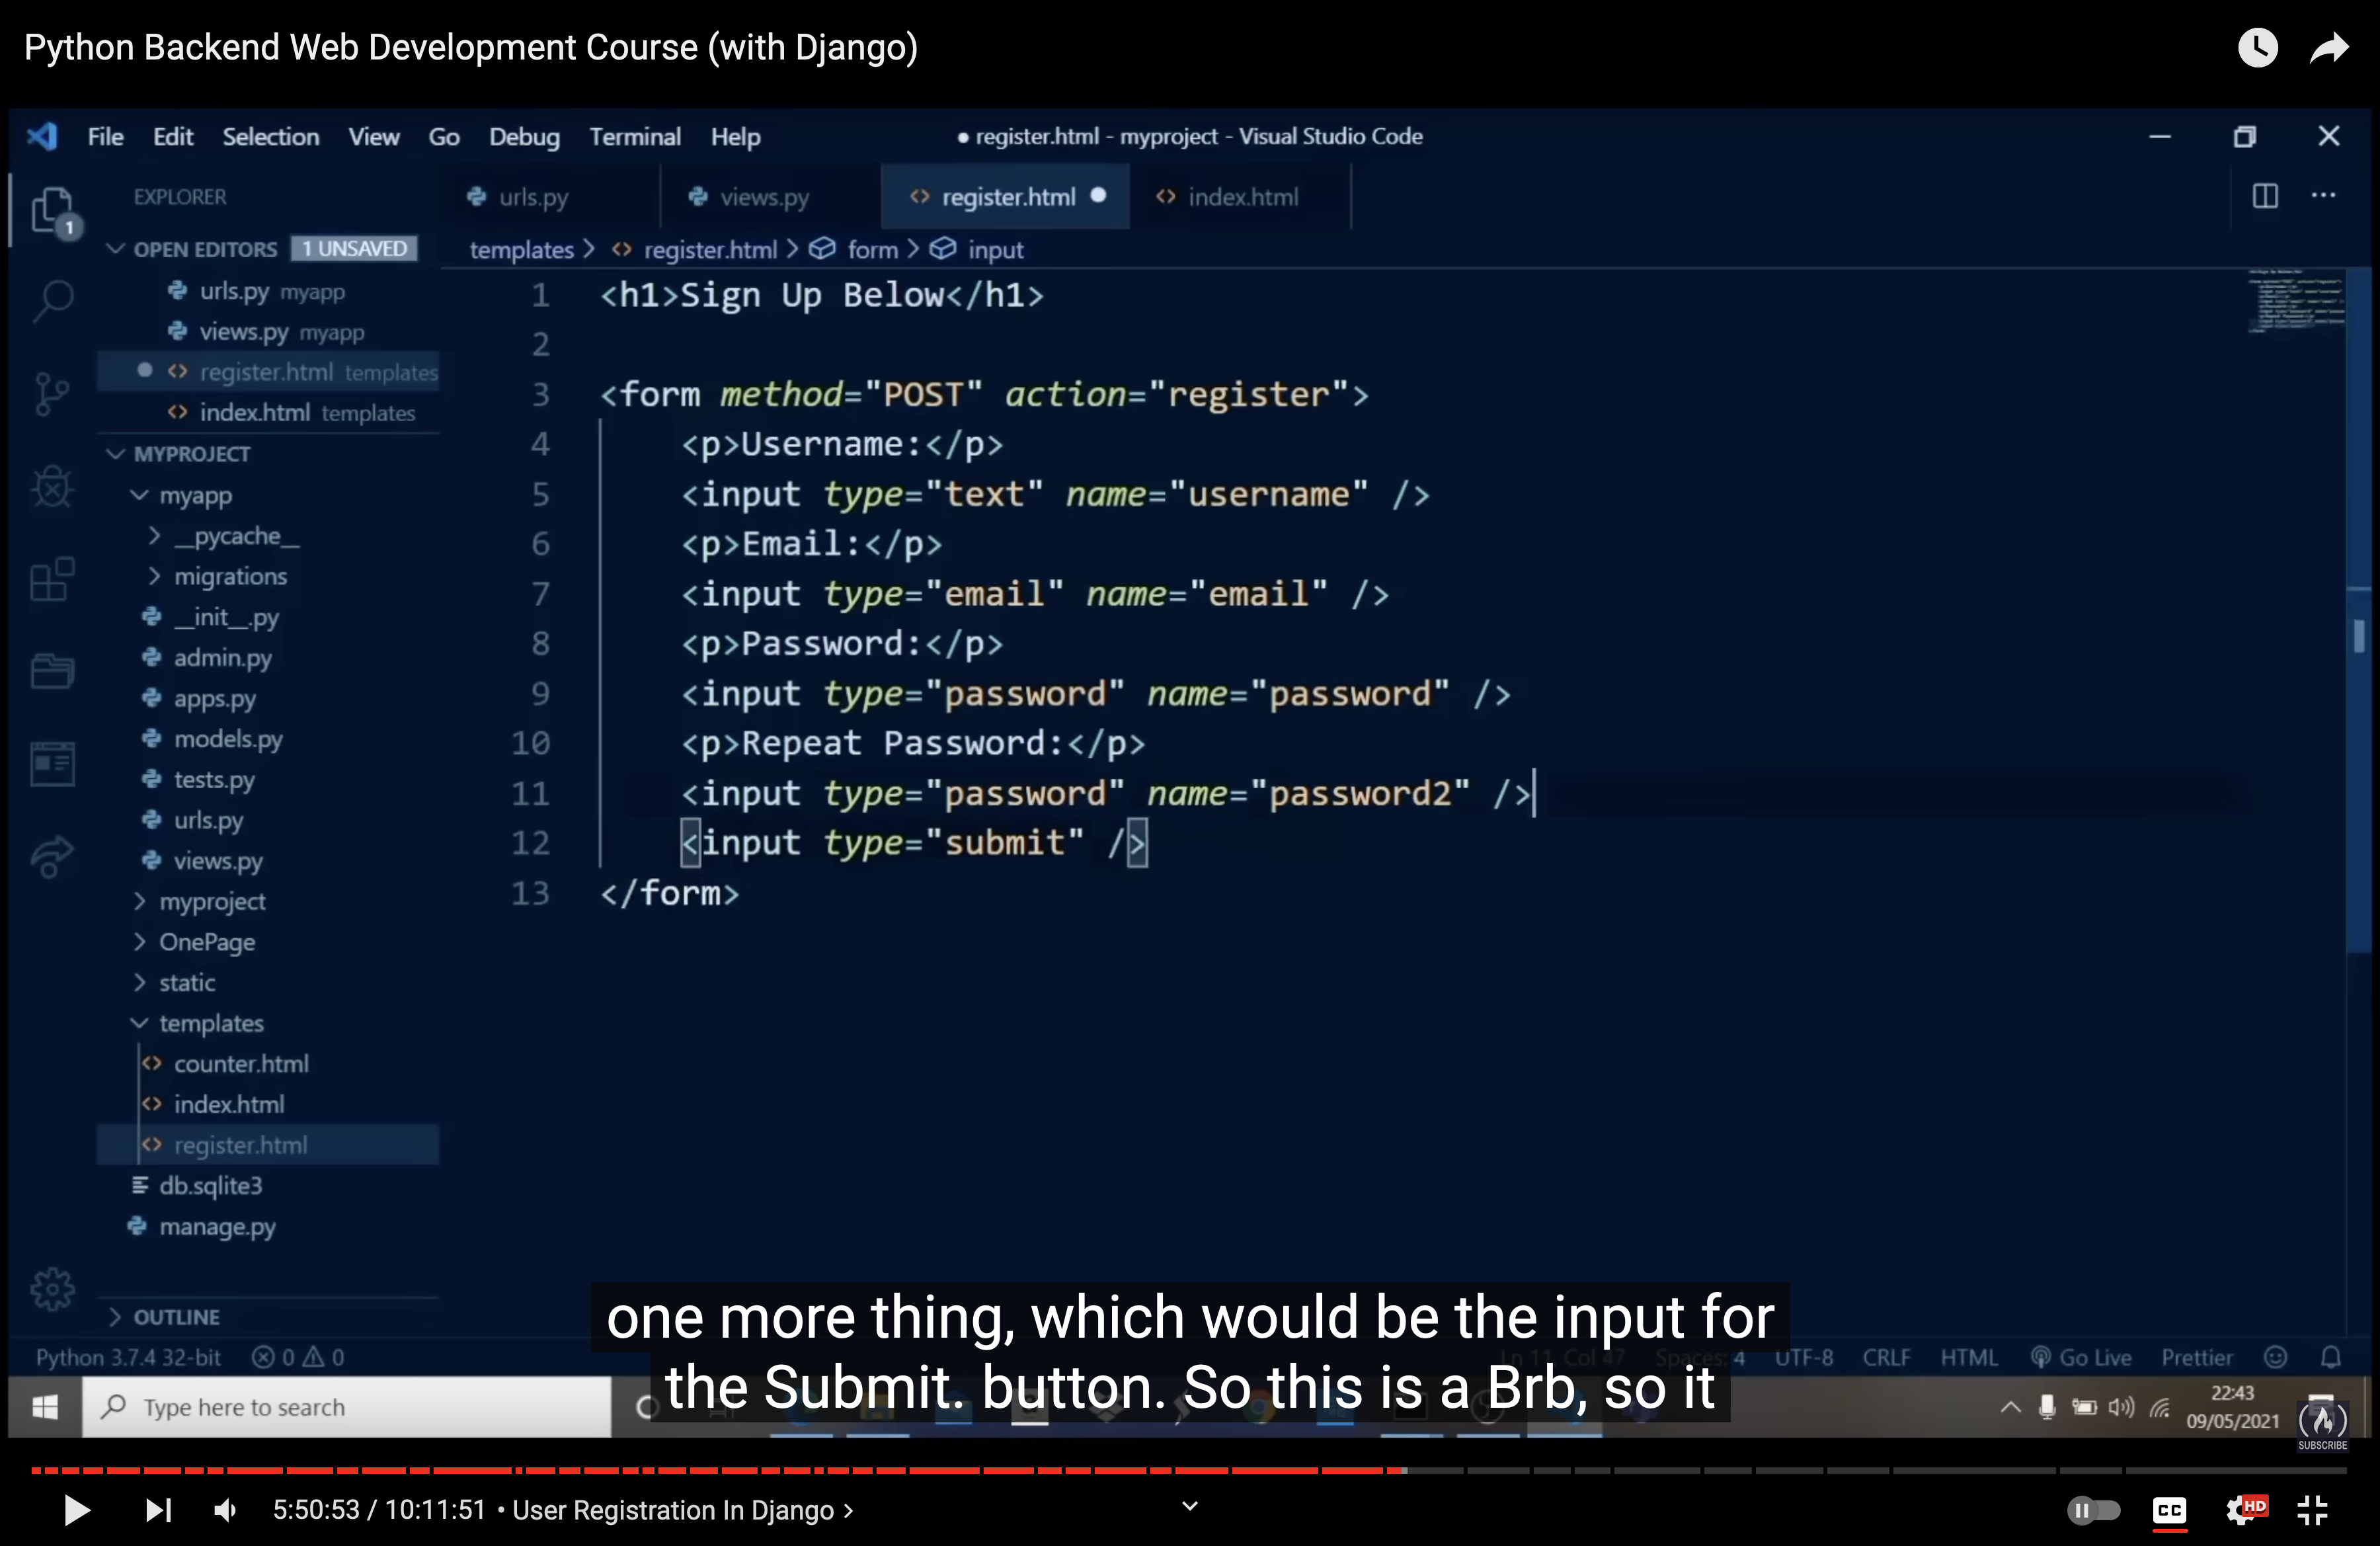 Python Backend Web Development Course (with Django)
File Edit Selection View Go Debug Terminal Help
● register.html - myproject - Visual Studio Code
EXPLORER
1
OPEN EDITORS 1 UNSAVED
urls.py myapp
views.py myapp
register.html templates
index.html templates
MYPROJECT
myapp
__pycache__
migrations
__init__.py
admin.py
apps.py
models.py
tests.py
urls.py
views.py
myproject
OnePage
static
templates
counter.html
index.html
register.html
db.sqlite3
manage.py
OUTLINE
urls.py views.py register.html ● index.html
templates > register.html > form > input
1 <h1>Sign Up Below</h1>
2
3 <form method="POST" action="register">
4 <p>Username:</p>
5 <input type="text" name="username" />
6 <p>Email:</p>
7 <input type="email" name="email" />
8 <p>Password:</p>
9 <input type="password" name="password" />
10 <p>Repeat Password:</p>
11 <input type="password" name="password2" />
12 <input type="submit" />
13 </form>
one more thing, which would be the input for
the Submit. button. So this is a Brb, so it
Python 3.7.4 32-bit 0 0 Ln 11, Col 47 Spaces: 4 UTF-8 CRLF HTML Go Live Prettier
Type here to search
22:43
09/05/2021
SUBSCRIBE
5:50:53 / 10:11:51 • User Registration In Django >
CC HD